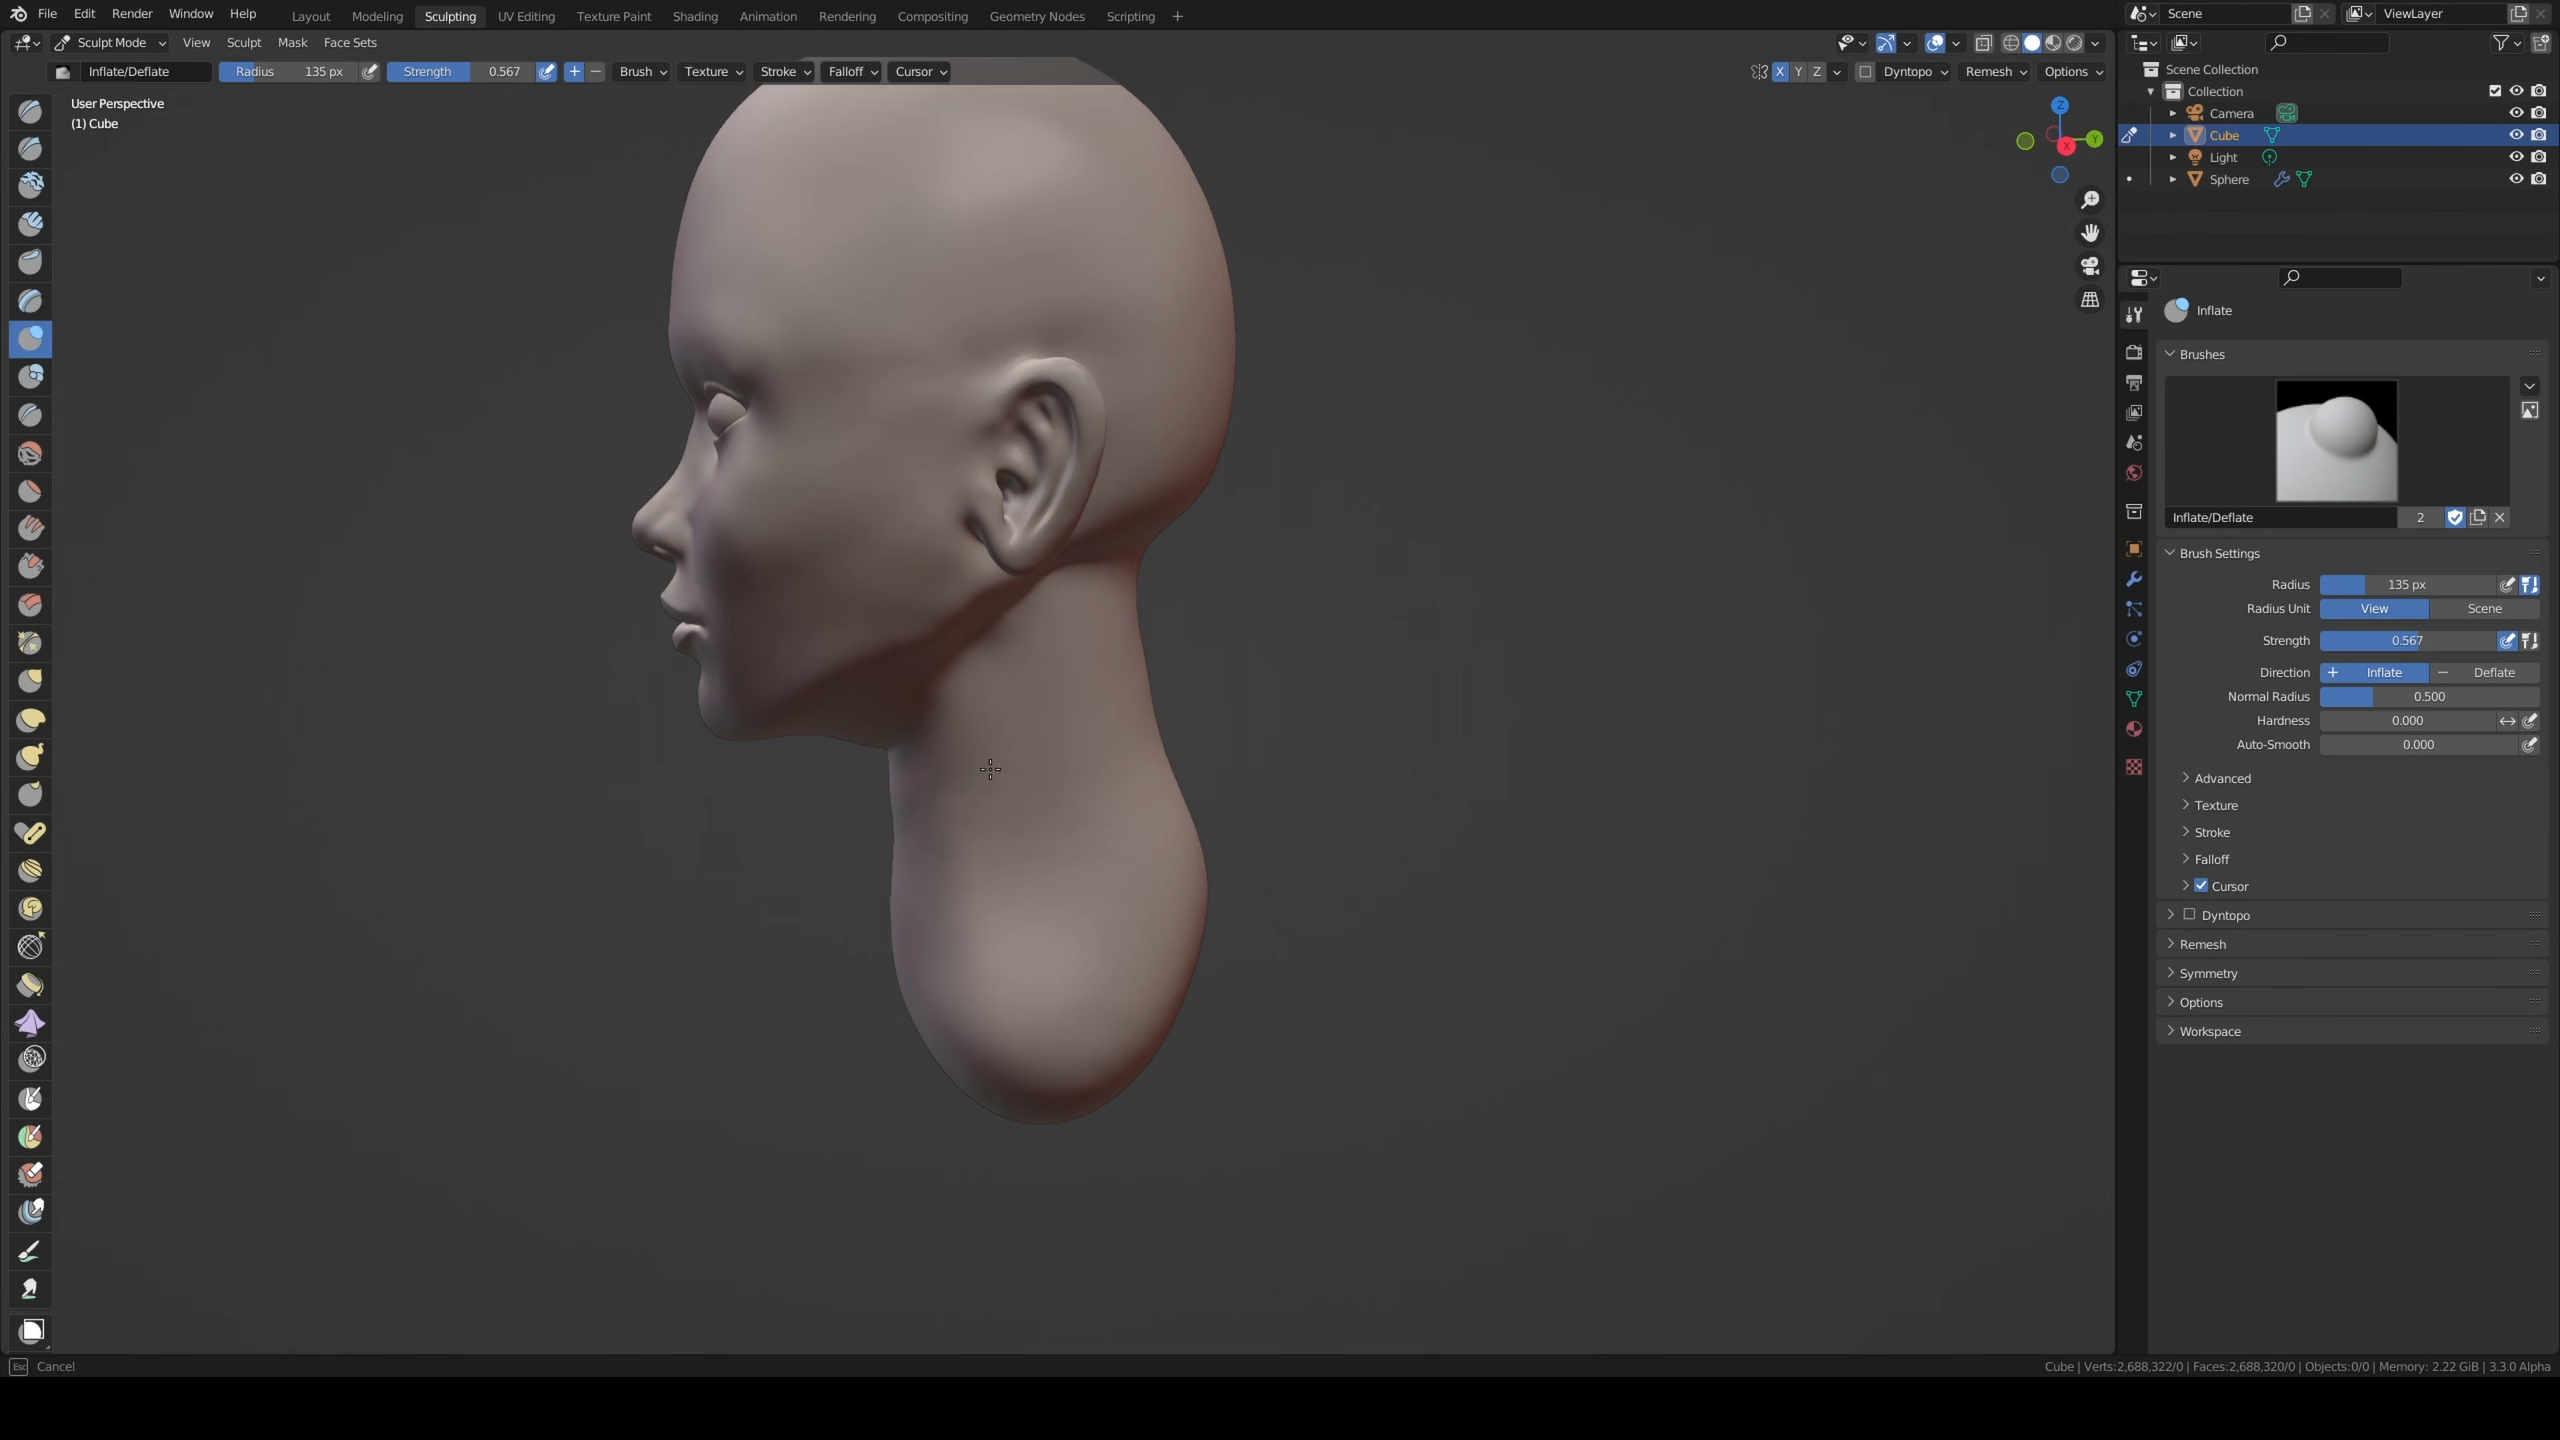 File Edit Render Window Help Layout Modeling Sculpting UV Editing Texture Paint Shading Animation Rendering Compositing Geometry Nodes Scripting + Scene ViewLayer
Sculpt Mode View Sculpt Mask Face Sets
Inflate/Deflate Radius 135 px Strength 0.567 + − Brush Texture Stroke Falloff Cursor X Y Z Dyntopo Remesh Options
User Perspective
(1) Cube
Z
Y
X
Scene Collection
Collection
Camera
Cube
Light
Sphere
Inflate
Brushes
Inflate/Deflate 2
Brush Settings
Radius 135 px
Radius Unit View Scene
Strength 0.567
Direction + Inflate − Deflate
Normal Radius 0.500
Hardness 0.000
Auto-Smooth 0.000
Advanced
Texture
Stroke
Falloff
Cursor
Dyntopo
Remesh
Symmetry
Options
Workspace
Esc Cancel
Cube | Verts:2,688,322/0 | Faces:2,688,320/0 | Objects:0/0 | Memory: 2.22 GiB | 3.3.0 Alpha